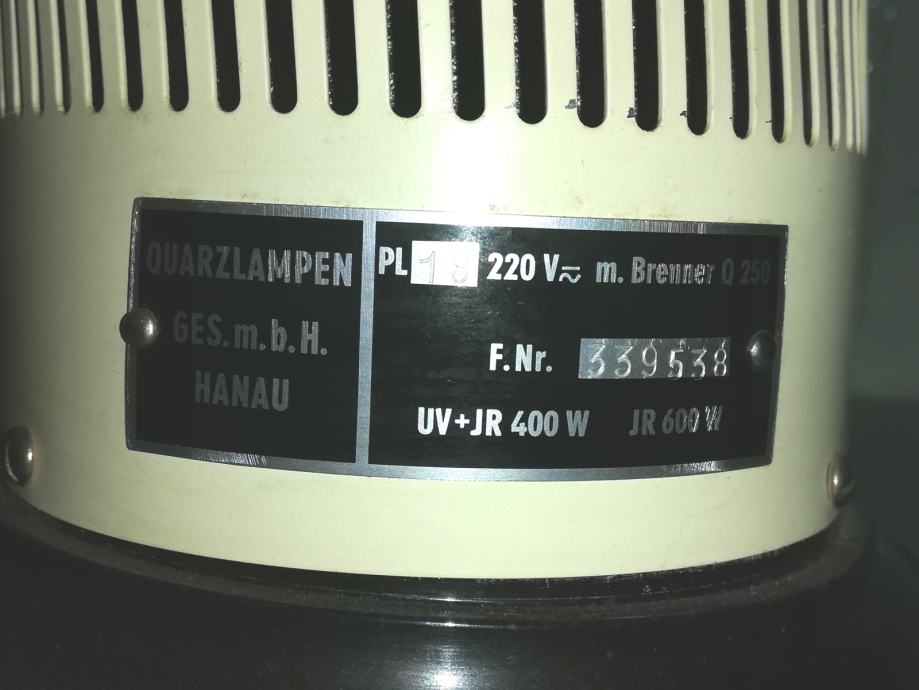 QUARZLAMPEN
GES.m.b.H.
HANAU
PL 18 220 V⎓~ m. Brenner Q 250
F.Nr. 339538
UV+JR 400 W JR 600 W